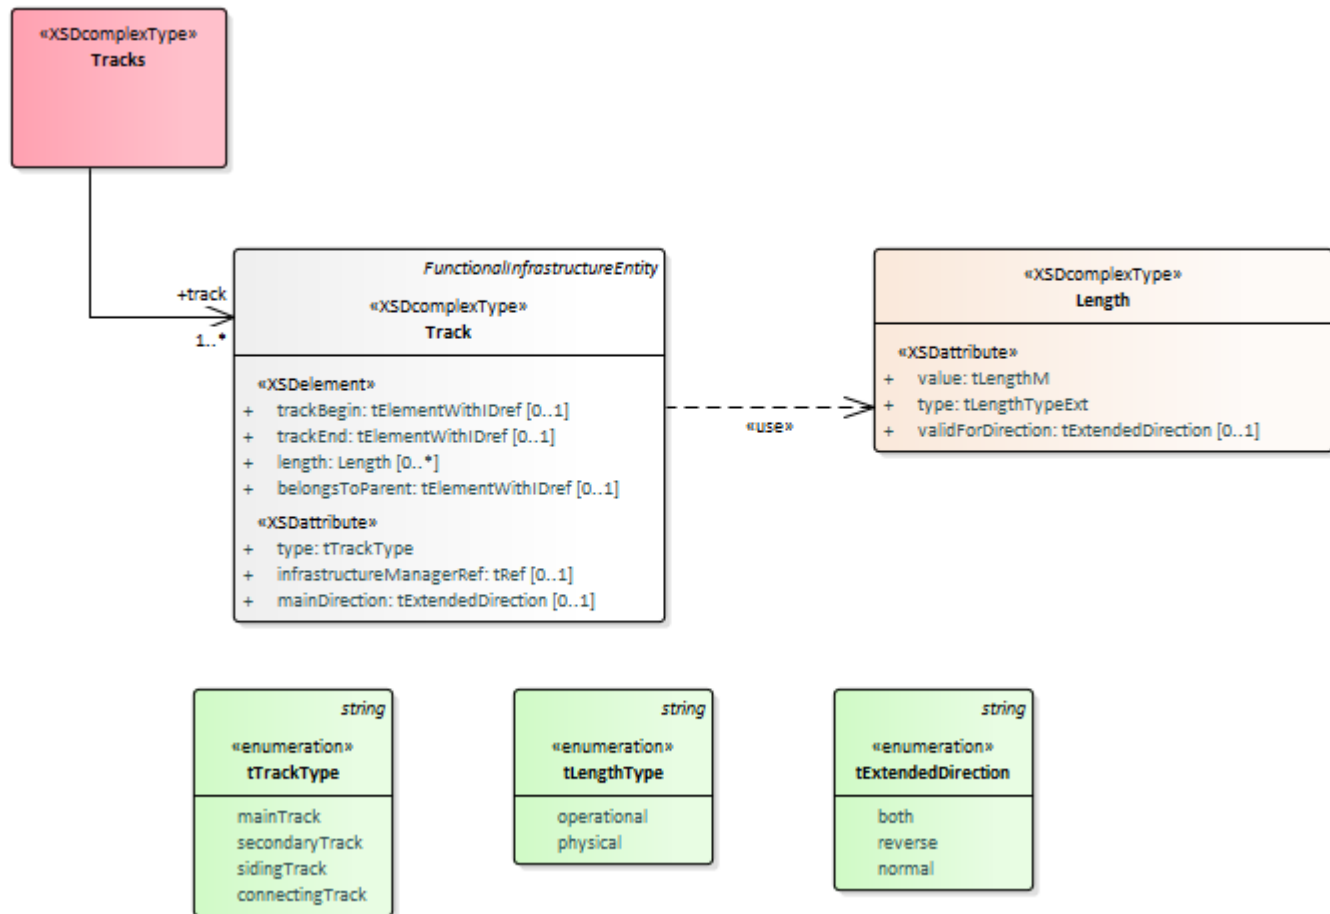 «XSDcomplexType»
Tracks
+track
1..*
FunctionalInfrastructureEntity
«XSDcomplexType»
Track
«XSDelement»
+ trackBegin: tElementWithIDref [0..1]
+ trackEnd: tElementWithIDref [0..1]
+ length: Length [0..*]
+ belongsToParent: tElementWithIDref [0..1]
«XSDattribute»
+ type: tTrackType
+ infrastructureManagerRef: tRef [0..1]
+ mainDirection: tExtendedDirection [0..1]
«use»
«XSDcomplexType»
Length
«XSDattribute»
+ value: tLengthM
+ type: tLengthTypeExt
+ validForDirection: tExtendedDirection [0..1]
string
«enumeration»
tTrackType
mainTrack
secondaryTrack
sidingTrack
connectingTrack
string
«enumeration»
tLengthType
operational
physical
string
«enumeration»
tExtendedDirection
both
reverse
normal